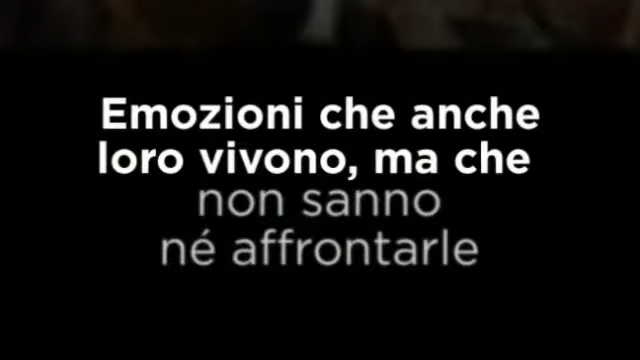 Emozioni che anche
loro vivono, ma che
non sanno
né affrontarle